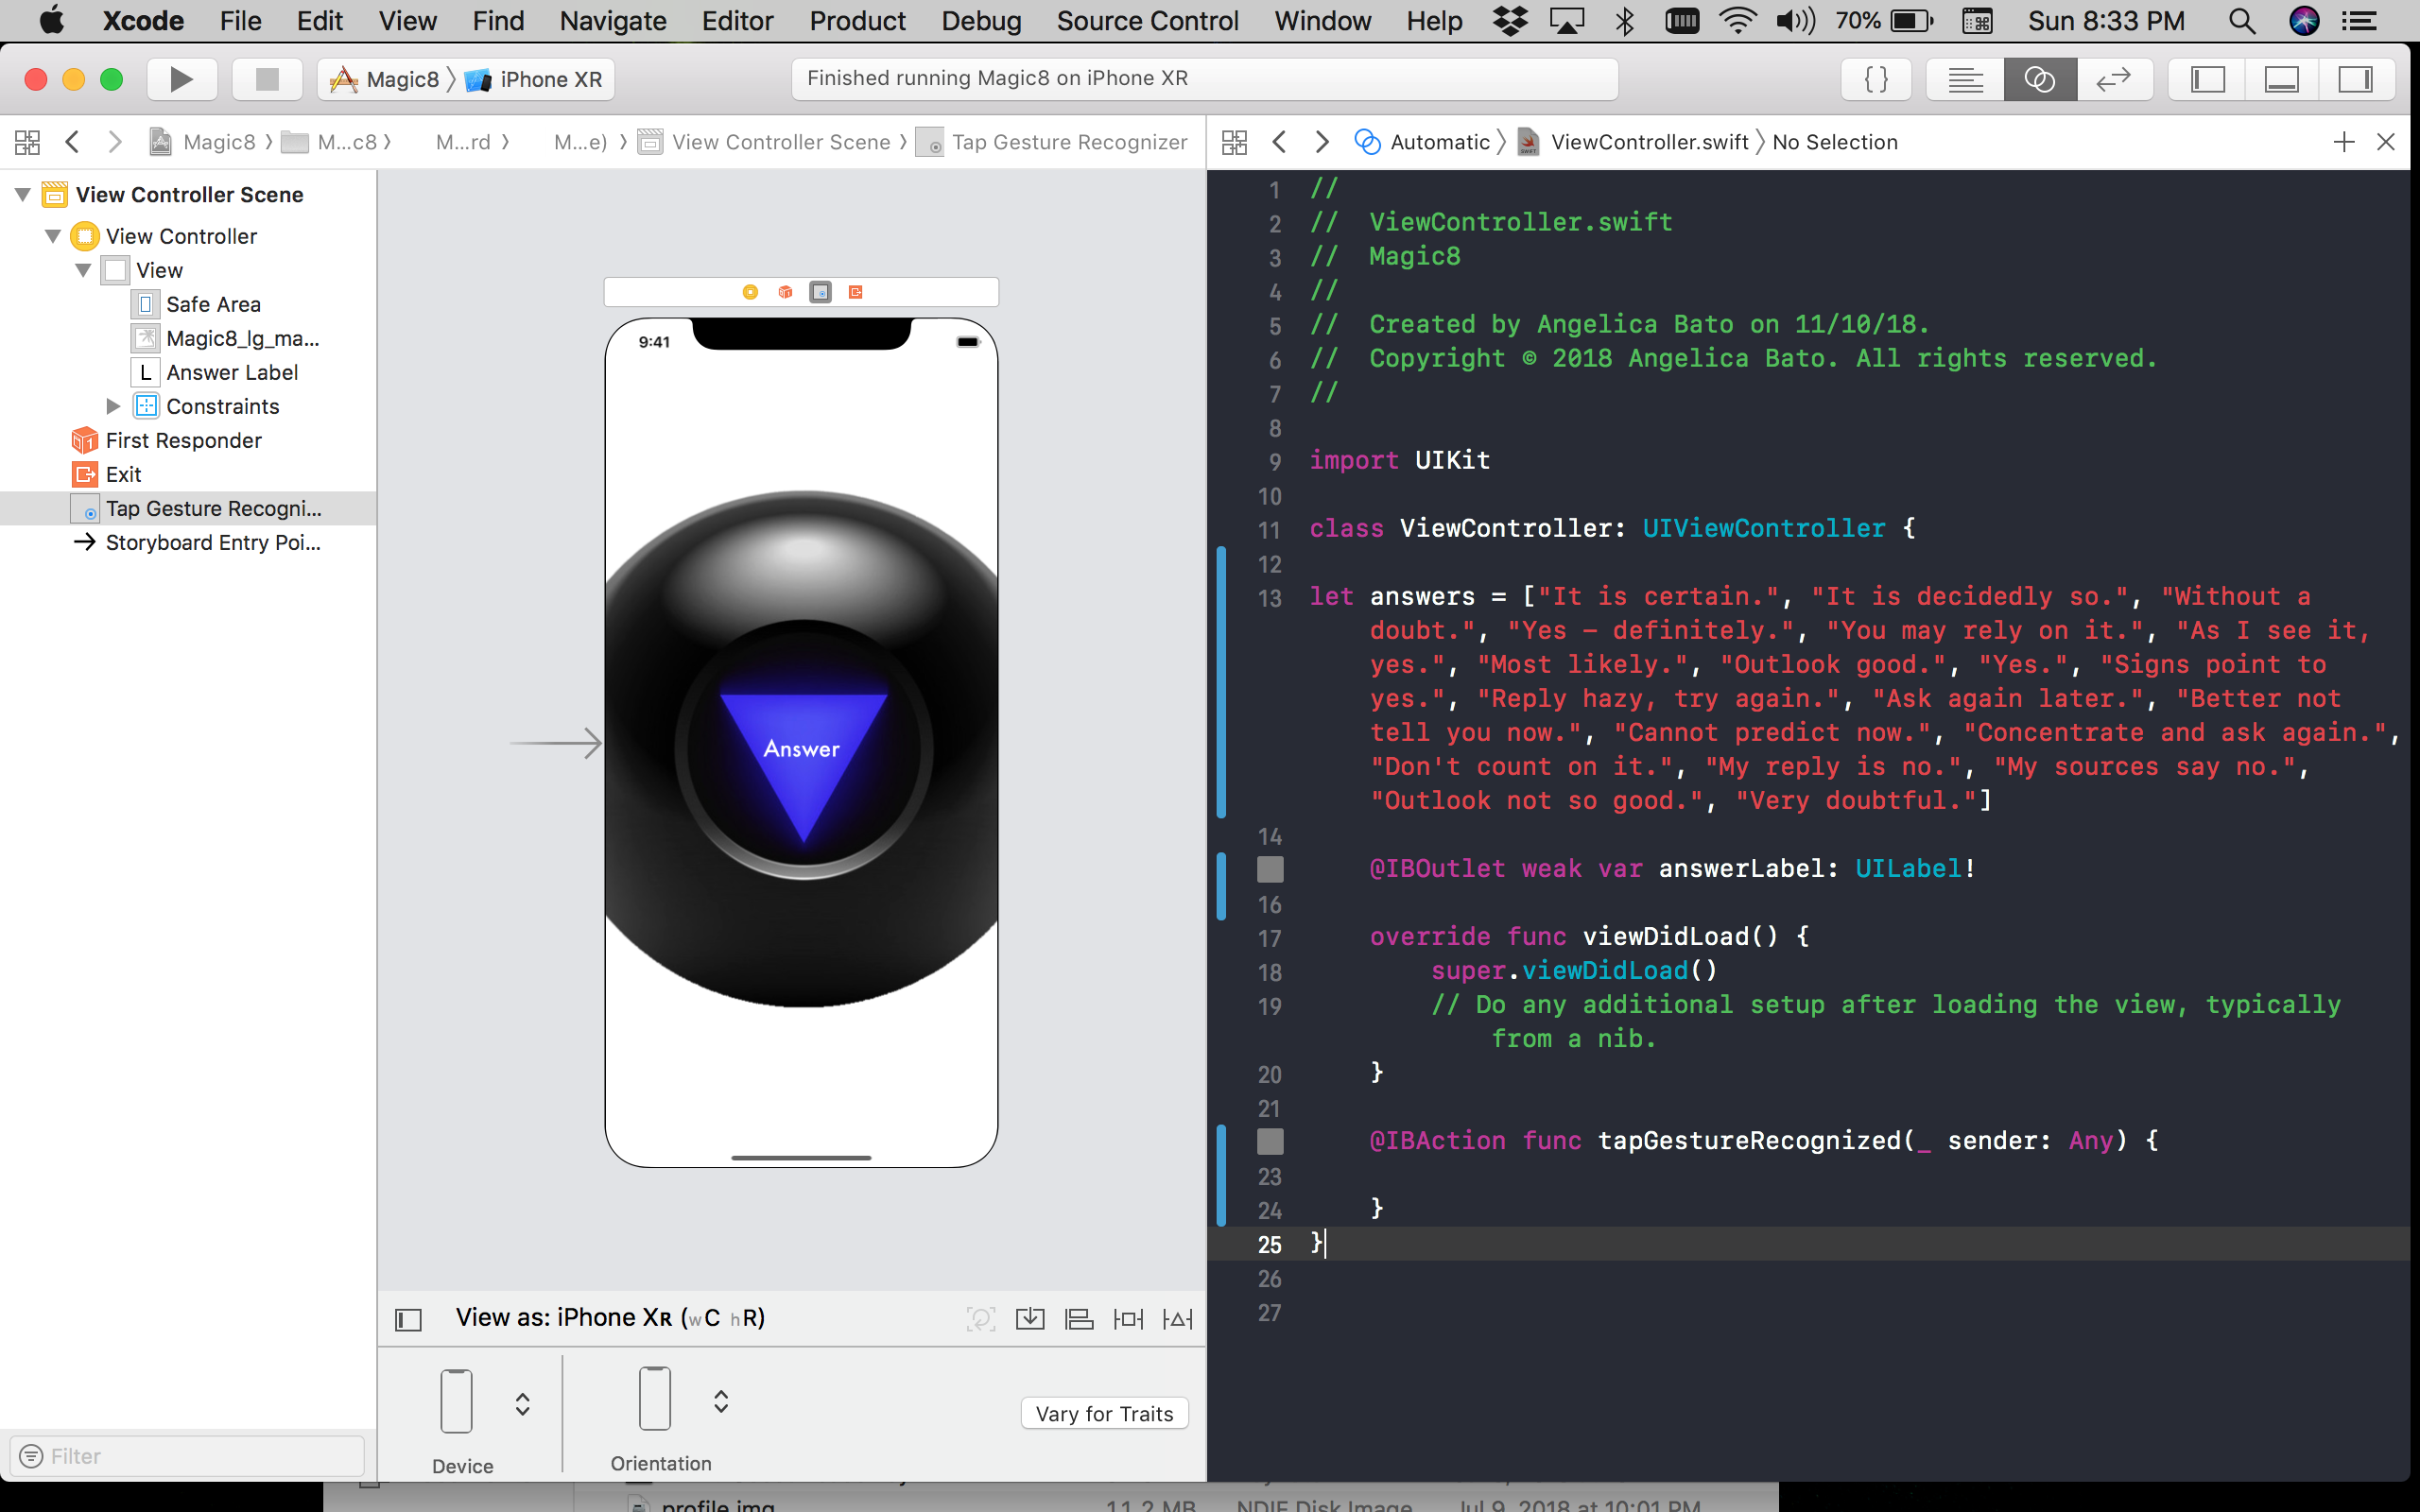 Xcode File Edit View Find Navigate Editor Product Debug Source Control Window Help 70% Sun 8:33 PM
Magic8 iPhone XR
Finished running Magic8 on iPhone XR
{ }
Magic8 M...c8 M...rd M...e) View Controller Scene Tap Gesture Recognizer
Automatic ViewController.swift No Selection
View Controller Scene
View Controller
View
Safe Area
Magic8_lg_ma...
L Answer Label
Constraints
1 First Responder
Exit
Tap Gesture Recogni...
Storyboard Entry Poi...
Filter
9:41
Answer
View as: iPhone XR (wC hR)
Device
Orientation
Vary for Traits
1 //
2 // ViewController.swift
3 // Magic8
4 //
5 // Created by Angelica Bato on 11/10/18.
6 // Copyright © 2018 Angelica Bato. All rights reserved.
7 //
8
9 import UIKit
10
11 class ViewController: UIViewController {
12
13 let answers = ["It is certain.", "It is decidedly so.", "Without a
doubt.", "Yes – definitely.", "You may rely on it.", "As I see it,
yes.", "Most likely.", "Outlook good.", "Yes.", "Signs point to
yes.", "Reply hazy, try again.", "Ask again later.", "Better not
tell you now.", "Cannot predict now.", "Concentrate and ask again.",
"Don't count on it.", "My reply is no.", "My sources say no.",
"Outlook not so good.", "Very doubtful."]
14
@IBOutlet weak var answerLabel: UILabel!
16
17 override func viewDidLoad() {
18 super.viewDidLoad()
19 // Do any additional setup after loading the view, typically
from a nib.
20 }
21
@IBAction func tapGestureRecognized(_ sender: Any) {
23
24 }
25 }
26
27
profile.img 11.2 MB NDIF Disk Image Jul 9, 2018 at 10:01 PM